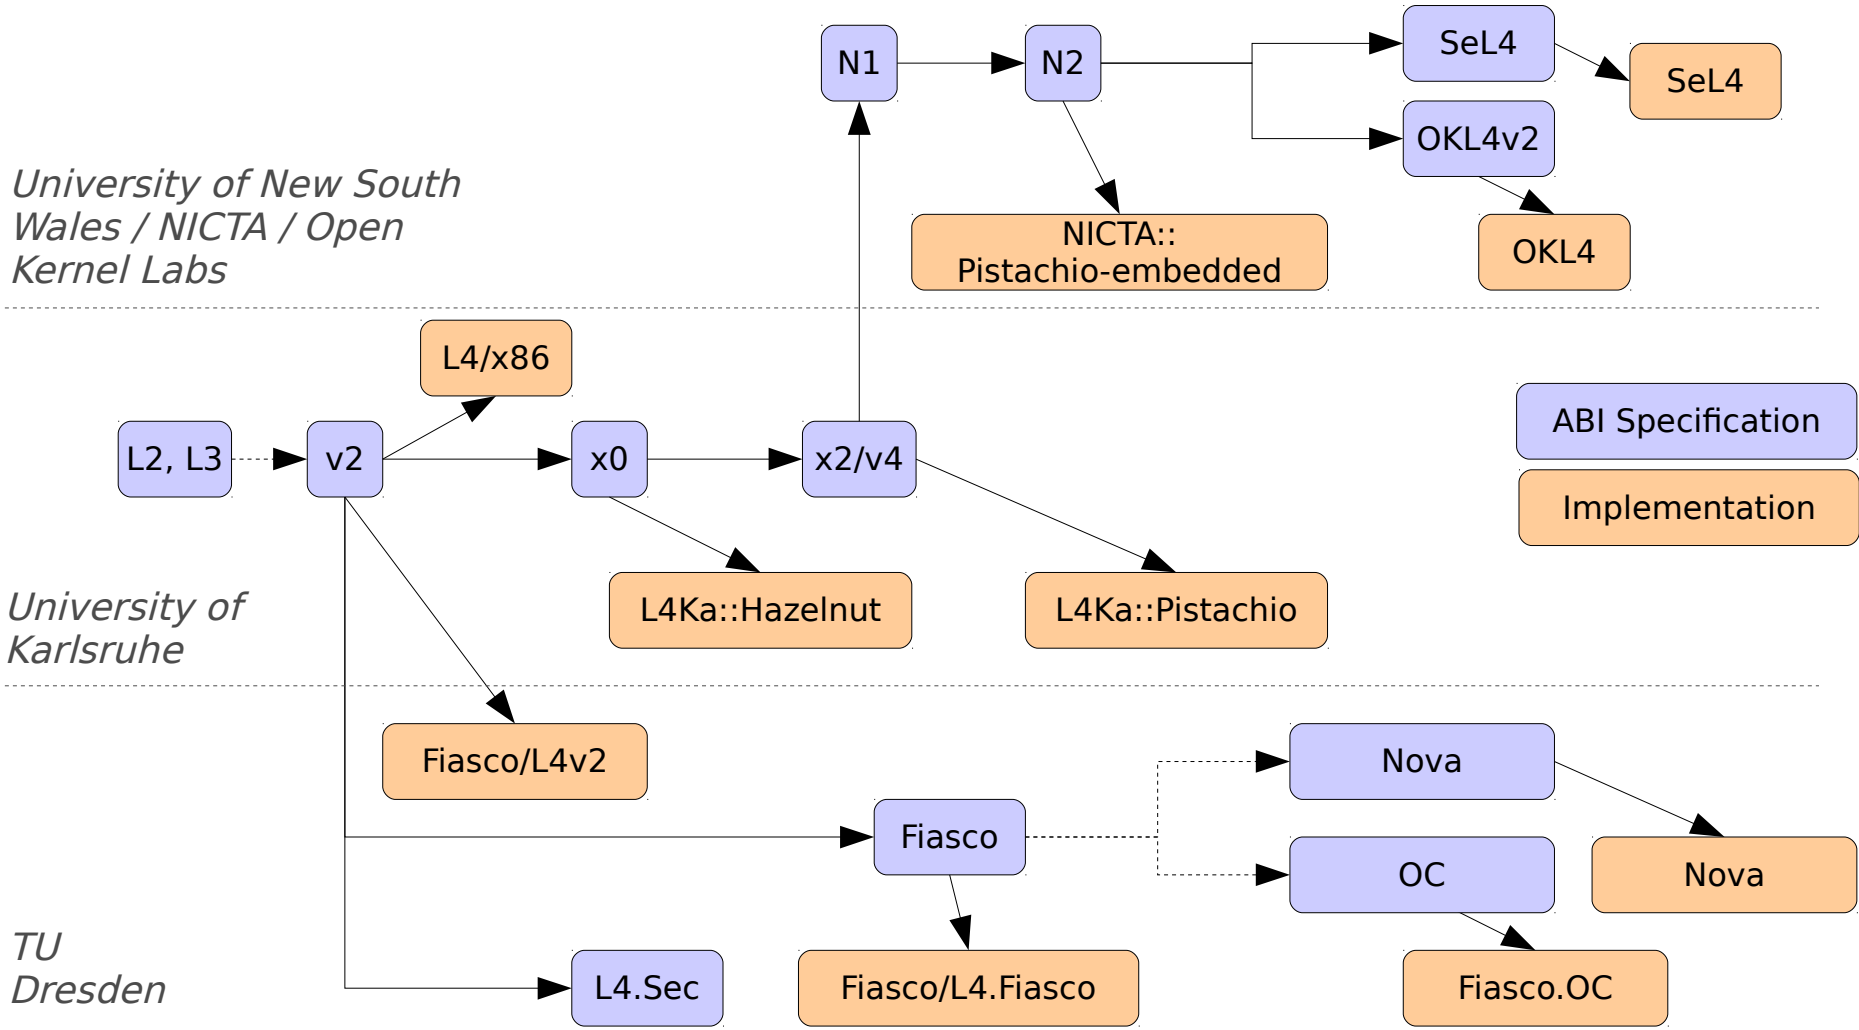 N1
N2
SeL4
SeL4
OKL4v2
University of New South
Wales / NICTA / Open
Kernel Labs
NICTA::
Pistachio-embedded
OKL4
L4/x86
ABI Specification
L2, L3
v2
x0
x2/v4
Implementation
University of
Karlsruhe
L4Ka::Hazelnut
L4Ka::Pistachio
Fiasco/L4v2
Nova
Fiasco
OC
Nova
TU
Dresden
L4.Sec
Fiasco/L4.Fiasco
Fiasco.OC